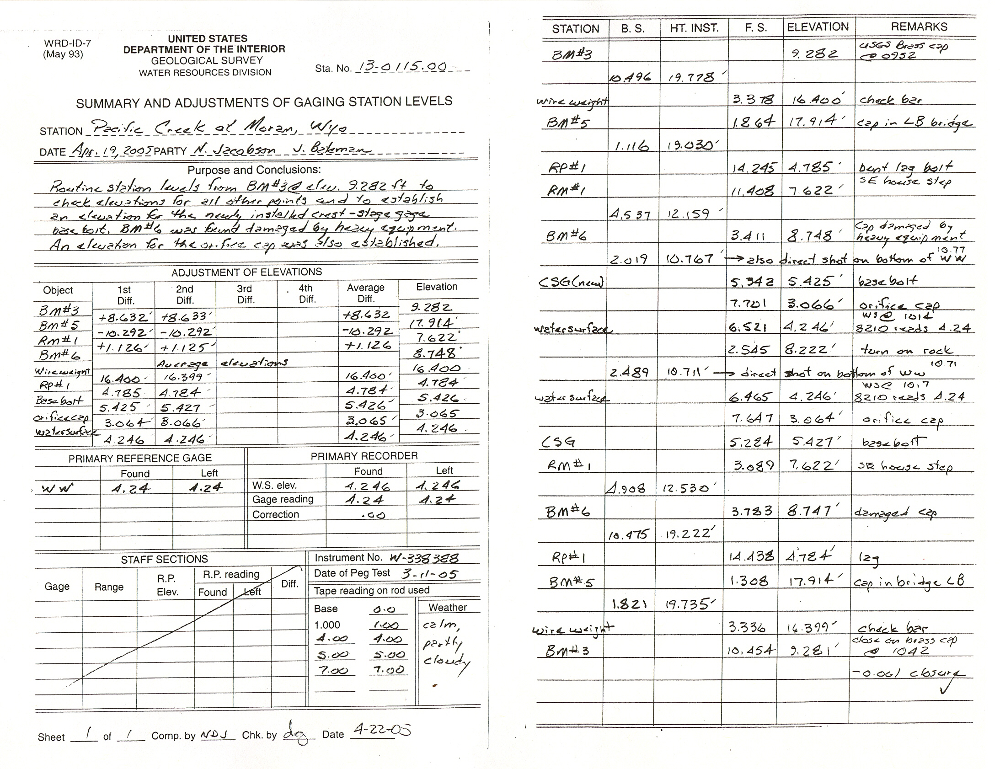 WRD-ID-7
(May 93)
UNITED STATES
DEPARTMENT OF THE INTERIOR
GEOLOGICAL SURVEY
WATER RESOURCES DIVISION
Sta. No. 13-0115.00
SUMMARY AND ADJUSTMENTS OF GAGING STATION LEVELS
STATION Pacific Creek at Moran, Wyo
DATE Apr. 19, 2005 PARTY N. Jacobson J. Bateman
Purpose and Conclusions:
Routine station levels from BM#3 @ elev. 9.282 ft to
check elevations for all other points and to establish
an elevation for the newly installed crest-stage gage
base bolt. BM#6 was found damaged by heavy equipment.
An elevation for the orifice cap was also established.
ADJUSTMENT OF ELEVATIONS
Object 1st Diff. 2nd Diff. 3rd Diff. 4th Diff. Average Diff. Elevation
BM#3 9.282
+8.632 +8.633 +8.632
BM#5 17.914
-10.292 -10.292 -10.292
RM#1 7.622
+1.126 +1.125 +1.126
BM#6 8.748
Average elevations
Wire weight 16.400
16.400 16.399 16.400
RP#1 4.784
4.785 4.784 4.784
Base bolt 5.426
5.425 5.427 5.426
orifice cap 3.065
3.064 3.066 3.065
water surface 4.246
4.246 4.246 4.246
PRIMARY REFERENCE GAGE
Found Left
WW 4.24 4.24
PRIMARY RECORDER
Found Left
W.S. elev. 4.246 4.246
Gage reading 4.24 4.24
Correction .00
STAFF SECTIONS
Gage Range R.P. Elev. R.P. reading Found Left Diff.
Instrument No. W-338388
Date of Peg Test 3-11-05
Tape reading on rod used
Base 0.0
1.000 1.00
4.00 4.00
5.00 5.00
7.00 7.00
Weather
calm,
partly
cloudy
Sheet 1 of 1 Comp. by NDJ Chk. by dg Date 4-22-05
STATION B. S. HT. INST. F. S. ELEVATION REMARKS
BM#3 9.282 USGS Brass cap @ 0952
10.496 19.778'
wire weight 3.378 16.400' check bar
BM#5 1.864 17.914' cap in LB bridge
1.116 19.030'
RP#1 14.245 4.785' bent lag bolt
RM#1 11.408 7.622' SE house step
4.537 12.159'
BM#6 3.411 8.748' cap damaged by heavy equipment
2.019 10.767' → also direct shot on bottom of WW 10.77
CSG (new) 5.342 5.425' base bolt
7.701 3.066' orifice cap
water surface 6.521 4.246' WS @ 1014 8210 reads 4.24
2.545 8.222' turn on rock
2.489 10.711' → direct shot on bottom of WW 10.71
water surface 6.465 4.246' WS @ 10,7 8210 reads 4.24
7.647 3.064' orifice cap
CSG 5.284 5.427' base bolt
RM#1 3.089 7.622' SE house step
4.908 12.530'
BM#6 3.783 8.747' damaged cap
10.475 19.222'
RP#1 14.438 4.784' lag
BM#5 1.308 17.914' cap in bridge LB
1.821 19.735'
wire weight 3.336 16.399' check bar
BM#3 10.454 9.281' close on brass cap @ 1042
-0.001 closure ✓